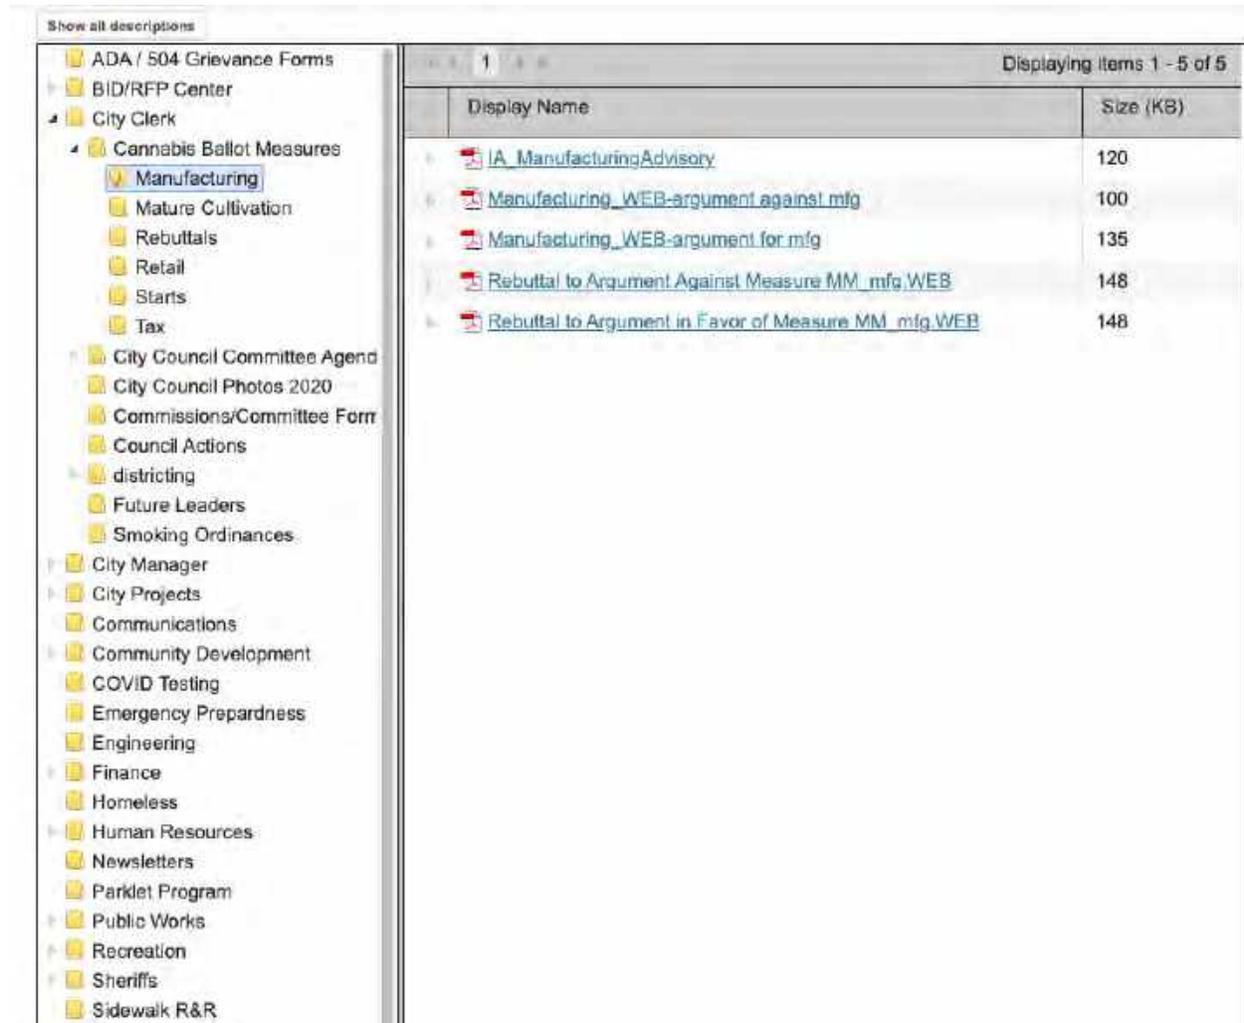 Show all descriptions
ADA / 504 Grievance Forms
BID/RFP Center
City Clerk
Cannabis Ballot Measures
Manufacturing
Mature Cultivation
Rebuttals
Retail
Starts
Tax
City Council Committee Agend
City Council Photos 2020
Commissions/Committee Form
Council Actions
districting
Future Leaders
Smoking Ordinances
City Manager
City Projects
Communications
Community Development
COVID Testing
Emergency Prepardness
Engineering
Finance
Homeless
Human Resources
Newsletters
Parklet Program
Public Works
Recreation
Sheriffs
Sidewalk R&R
1 Displaying items 1 - 5 of 5
Display Name Size (KB)
IA_ManufacturingAdvisory 120
Manufacturing_WEB-argument against mfg 100
Manufacturing_WEB-argument for mfg 135
Rebuttal to Argument Against Measure MM_mfg.WEB 148
Rebuttal to Argument in Favor of Measure MM_mfg.WEB 148